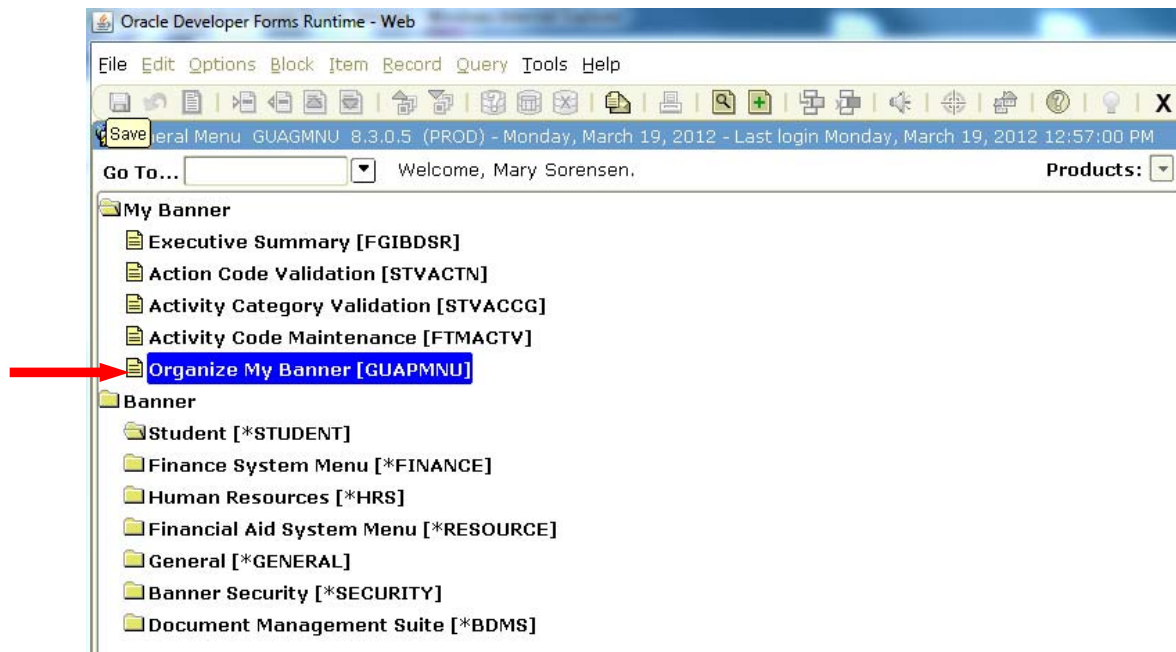 Oracle Developer Forms Runtime - Web
File Edit Options Block Item Record Query Tools Help
X
Save
eral Menu GUAGMNU 8.3.0.5 (PROD) - Monday, March 19, 2012 - Last login Monday, March 19, 2012 12:57:00 PM
Go To... Welcome, Mary Sorensen. Products:
My Banner
Executive Summary [FGIBDSR]
Action Code Validation [STVACTN]
Activity Category Validation [STVACCG]
Activity Code Maintenance [FTMACTV]
Organize My Banner [GUAPMNU]
Banner
Student [*STUDENT]
Finance System Menu [*FINANCE]
Human Resources [*HRS]
Financial Aid System Menu [*RESOURCE]
General [*GENERAL]
Banner Security [*SECURITY]
Document Management Suite [*BDMS]